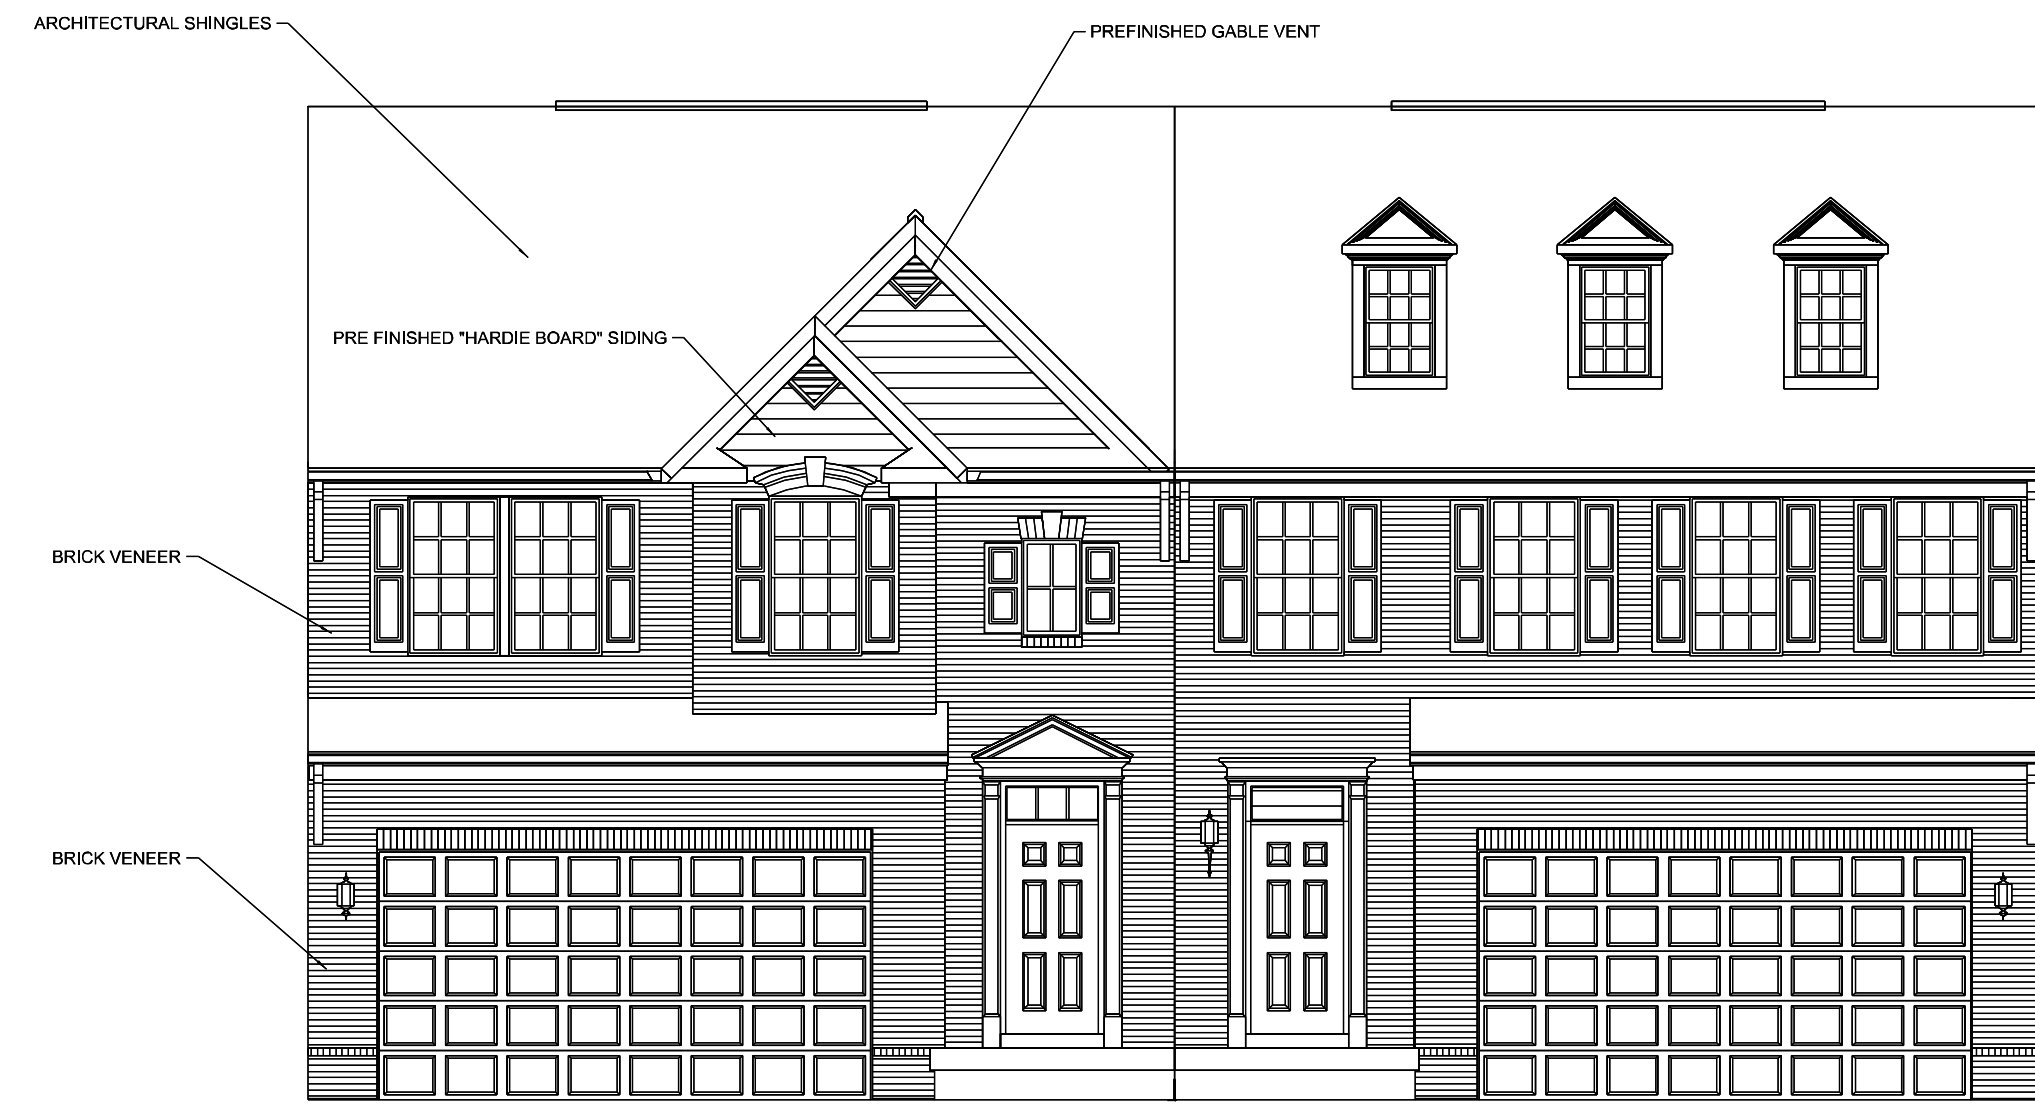 ARCHITECTURAL SHINGLES
PREFINISHED GABLE VENT
PRE FINISHED "HARDIE BOARD" SIDING
BRICK VENEER
BRICK VENEER